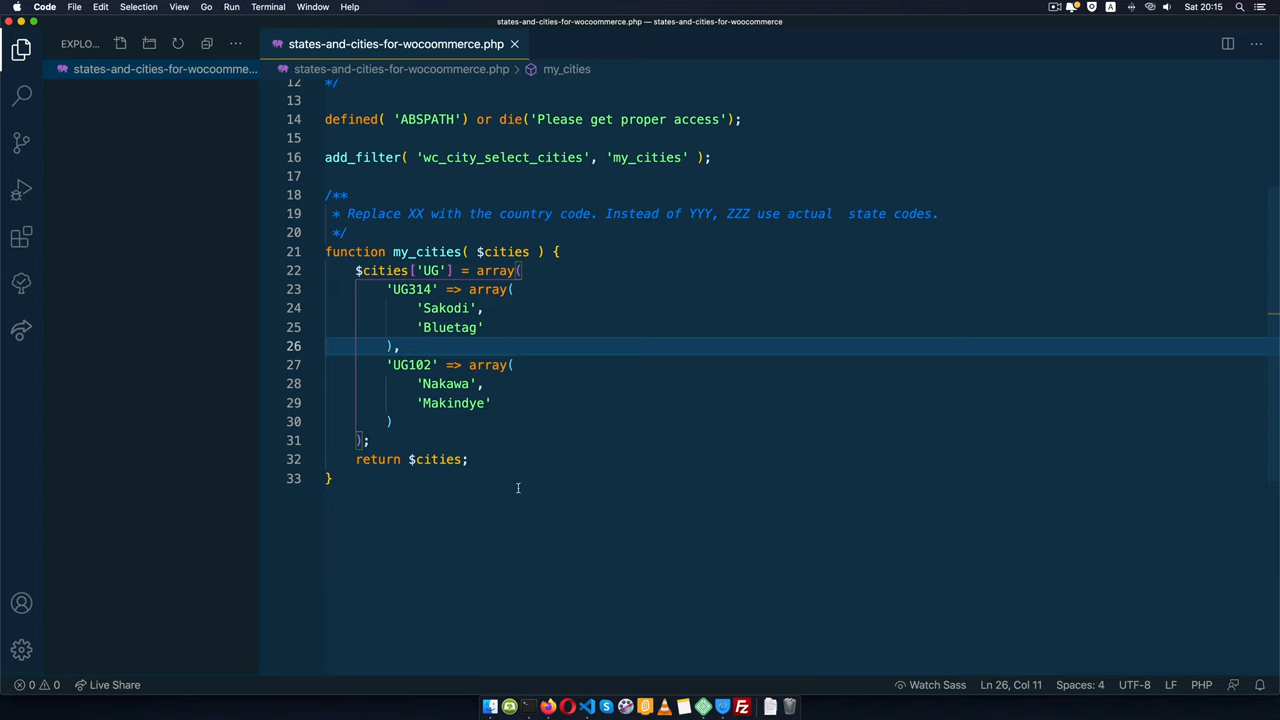 Code File Edit Selection View Go Run Terminal Window Help Sat 20:15
states-and-cities-for-wocoommerce.php — states-and-cities-for-woocommerce
EXPLO... states-and-cities-for-wocoommerce.php
states-and-cities-for-wocoomme... states-and-cities-for-wocoommerce.php > my_cities
12 */
13
14 defined( 'ABSPATH') or die('Please get proper access');
15
16 add_filter( 'wc_city_select_cities', 'my_cities' );
17
18 /**
19 * Replace XX with the country code. Instead of YYY, ZZZ use actual  state codes.
20 */
21 function my_cities( $cities ) {
22 $cities['UG'] = array(
23 'UG314' => array(
24 'Sakodi',
25 'Bluetag'
26 ),
27 'UG102' => array(
28 'Nakawa',
29 'Makindye'
30 )
31 );
32 return $cities;
33 }
0 0 Live Share Watch Sass Ln 26, Col 11 Spaces: 4 UTF-8 LF PHP